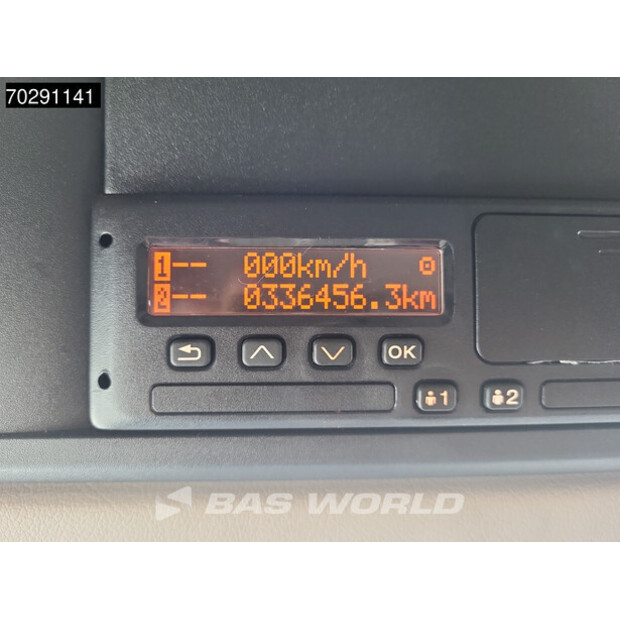 70291141
1-- 000km/h
2-- 0336456.3km
OK
1
2
BAS WORLD